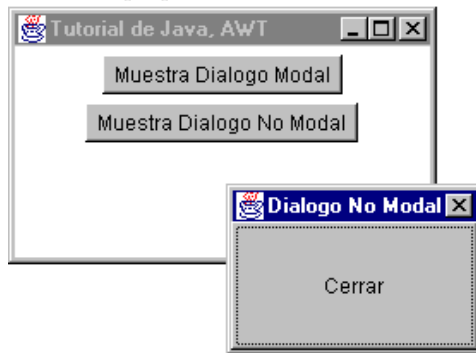 Tutorial de Java, AWT
Muestra Dialogo Modal
Muestra Dialogo No Modal
Dialogo No Modal
Cerrar